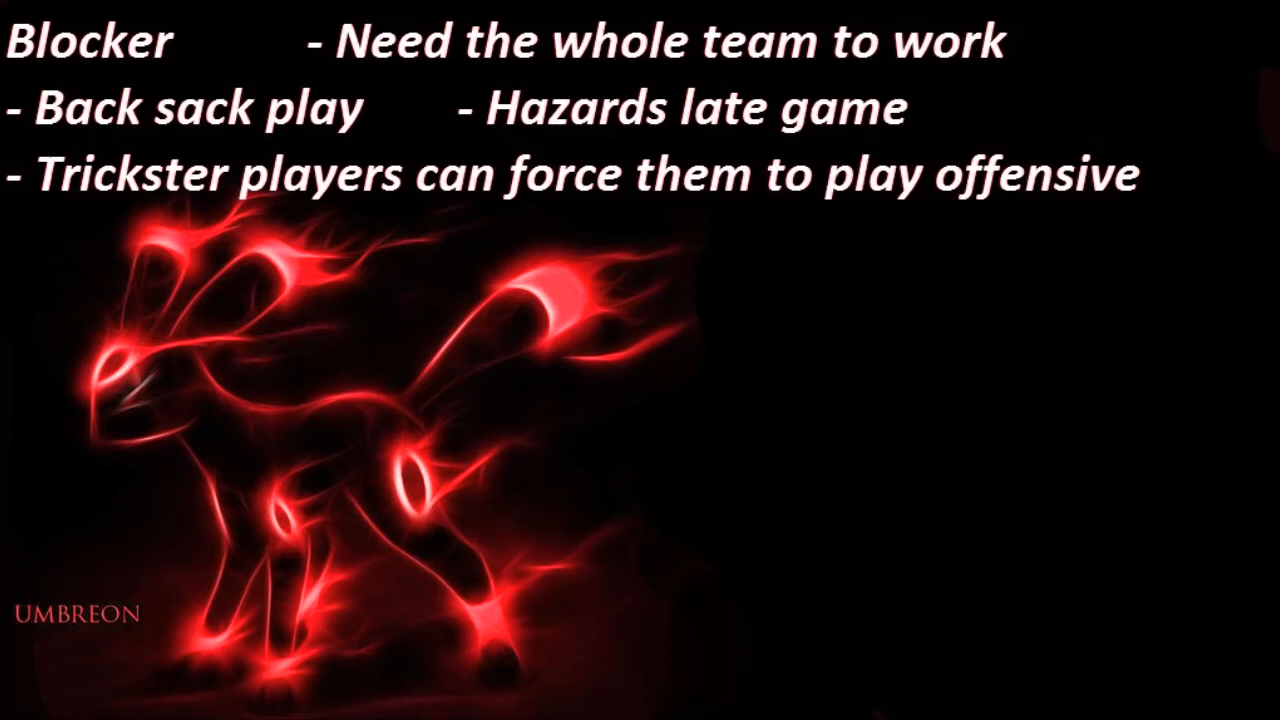 Blocker - Need the whole team to work
- Back sack play - Hazards late game
- Trickster players can force them to play offensive
UMBREON